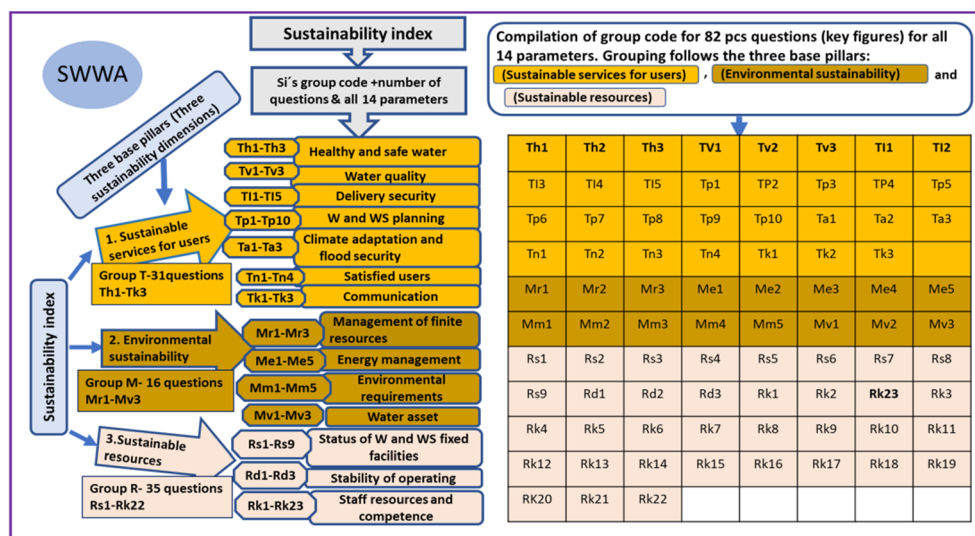 SWWA
Sustainability index
Si´s group code +number of
questions & all 14 parameters
Three base pillars (Three
sustainability dimensions)
Sustainability index
1. Sustainable
services for users
Group T-31questions
Th1-Tk3
Th1-Th3 Healthy and safe water
Tv1-Tv3 Water quality
TI1-TI5 Delivery security
Tp1-Tp10 W and WS planning
Ta1-Ta3 Climate adaptation and
flood security
Tn1-Tn4 Satisfied users
Tk1-Tk3 Communication
2. Environmental
sustainability
Group M- 16 questions
Mr1-Mv3
Mr1-Mr3 Management of finite
resources
Me1-Me5 Energy management
Mm1-Mm5 Environmental
requirements
Mv1-Mv3 Water asset
3.Sustainable
resources
Group R- 35 questions
Rs1-Rk22
Rs1-Rs9 Status of W and WS fixed
facilities
Rd1-Rd3 Stability of operating
Rk1-Rk23 Staff resources and
competence
Compilation of group code for 82 pcs questions (key figures) for all
14 parameters. Grouping follows the three base pillars:
(Sustainable services for users) , (Environmental sustainability) and
(Sustainable resources)
Th1 Th2 Th3 TV1 Tv2 Tv3 TI1 TI2
TI3 TI4 TI5 Tp1 TP2 Tp3 TP4 Tp5
Tp6 Tp7 Tp8 Tp9 Tp10 Ta1 Ta2 Ta3
Tn1 Tn2 Tn3 Tn4 Tk1 Tk2 Tk3
Mr1 Mr2 Mr3 Me1 Me2 Me3 Me4 Me5
Mm1 Mm2 Mm3 Mm4 Mm5 Mv1 Mv2 Mv3
Rs1 Rs2 Rs3 Rs4 Rs5 Rs6 Rs7 Rs8
Rs9 Rd1 Rd2 Rd3 Rk1 Rk2 Rk23 Rk3
Rk4 Rk5 Rk6 Rk7 Rk8 Rk9 Rk10 Rk11
Rk12 Rk13 Rk14 Rk15 Rk16 Rk17 Rk18 Rk19
RK20 Rk21 Rk22